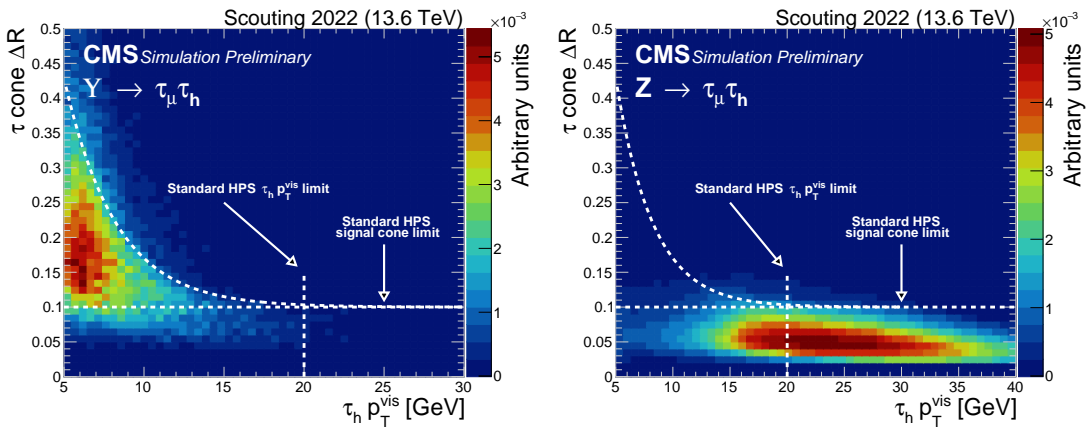 Scouting 2022 (13.6 TeV)
CMS Simulation Preliminary
ϒ → τμτh
Standard HPS τh pTvis limit
Standard HPS
signal cone limit
τ cone ΔR
0.5
0.45
0.4
0.35
0.3
0.25
0.2
0.15
0.1
0.05
0
5
10
15
20
25
30
τh pTvis [GeV]
×10−3
5
4
3
2
1
0
Arbitrary units
Scouting 2022 (13.6 TeV)
CMS Simulation Preliminary
Z → τμτh
Standard HPS τh pTvis limit
Standard HPS
signal cone limit
τ cone ΔR
0.5
0.45
0.4
0.35
0.3
0.25
0.2
0.15
0.1
0.05
0
5
10
15
20
25
30
35
40
τh pTvis [GeV]
×10−3
5
4
3
2
1
0
Arbitrary units